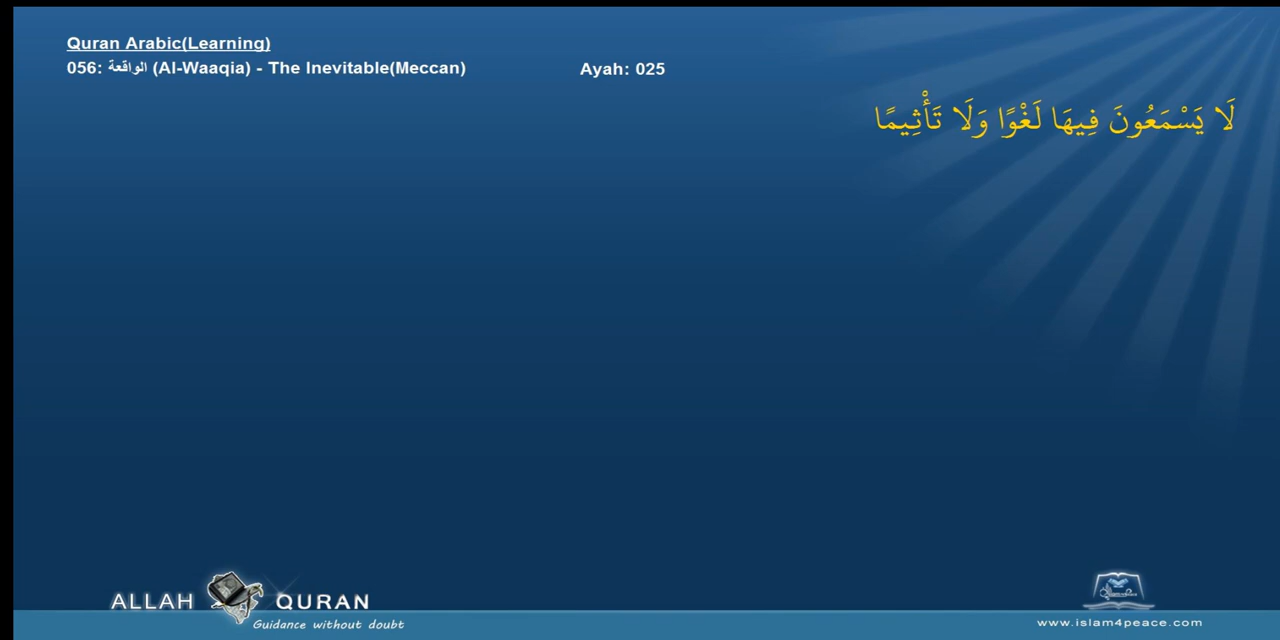 Quran Arabic(Learning)
056: الواقعة (Al-Waaqia) - The Inevitable(Meccan)
Ayah: 025
لَا يَسْمَعُونَ فِيهَا لَغْوًا وَلَا تَأْثِيمًا
ALLAH QURAN
Guidance without doubt
www.islam4peace.com